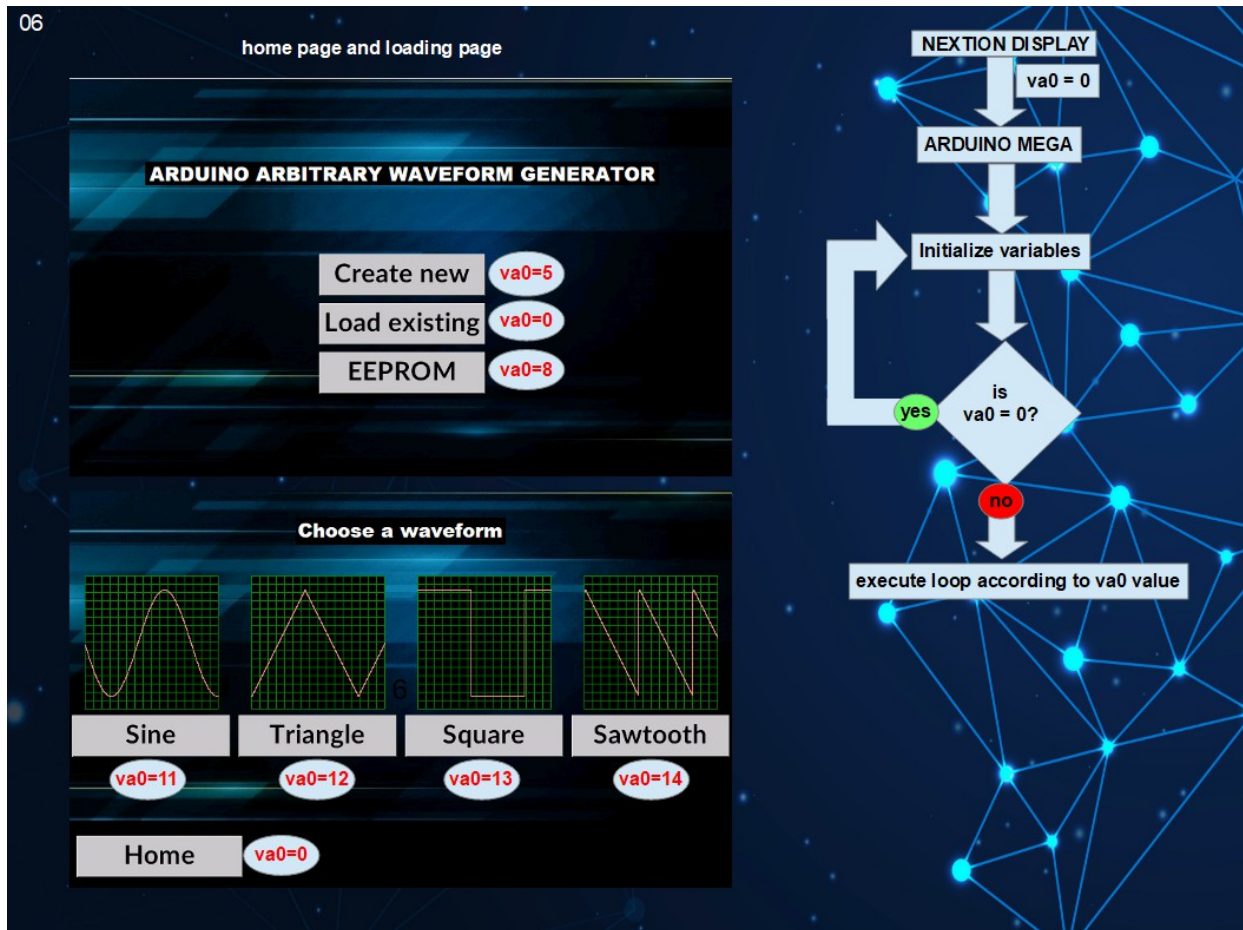 06
home page and loading page
ARDUINO ARBITRARY WAVEFORM GENERATOR
Create new
va0=5
Load existing
va0=0
EEPROM
va0=8
Choose a waveform
6
Sine
Triangle
Square
Sawtooth
va0=11
va0=12
va0=13
va0=14
Home
va0=0
NEXTION DISPLAY
va0 = 0
ARDUINO MEGA
Initialize variables
is
va0 = 0?
yes
no
execute loop according to va0 value